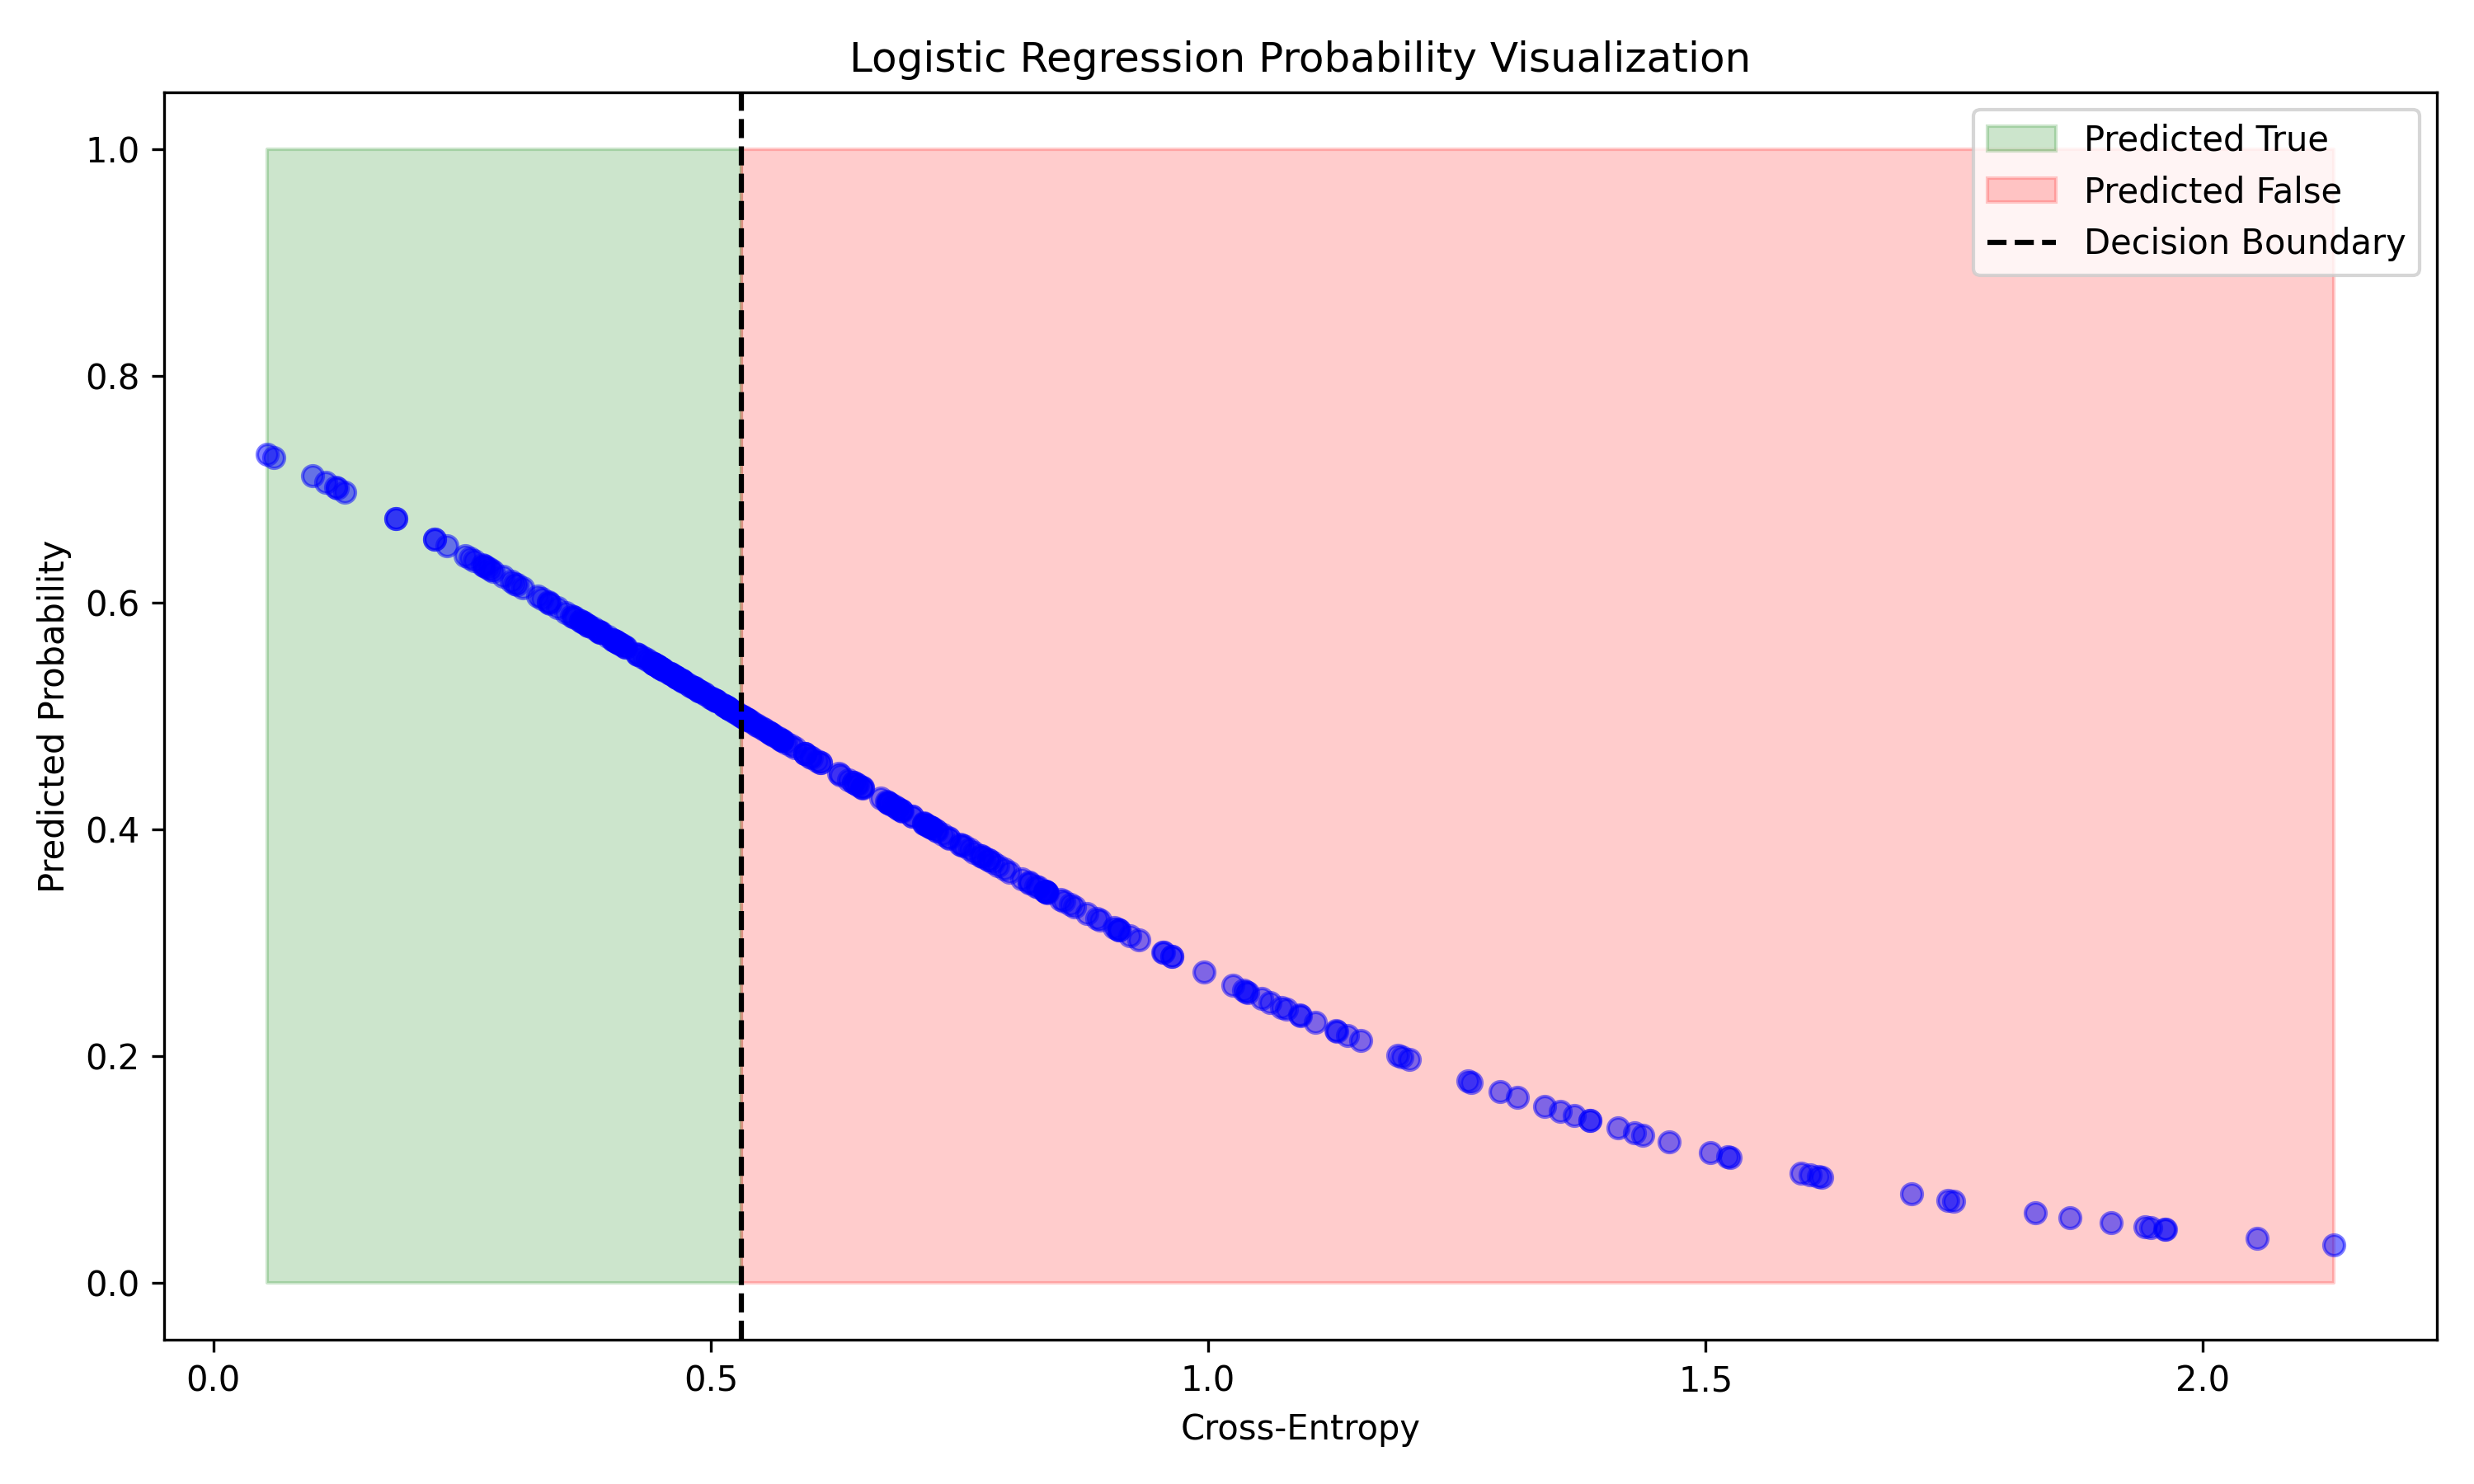 Logistic Regression Probability Visualization
Predicted True
Predicted False
Decision Boundary
Predicted Probability
1.0
0.8
0.6
0.4
0.2
0.0
0.0 0.5 1.0 1.5 2.0
Cross-Entropy